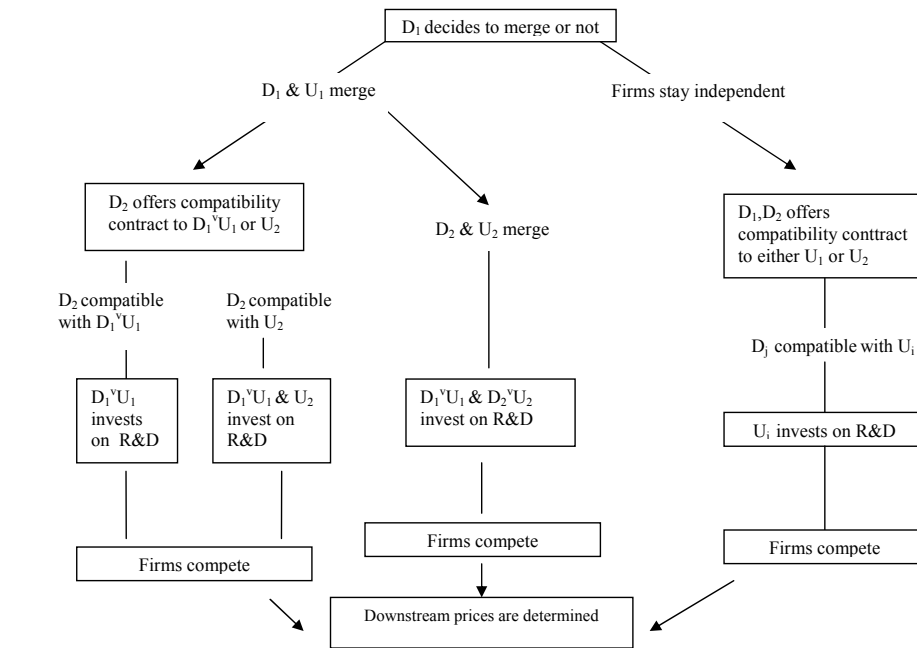 D₁ decides to merge or not
D₁ & U₁ merge
Firms stay independent
D₂ offers compatibility
contract to D₁ᵛU₁ or U₂
D₂ & U₂ merge
D₁,D₂ offers
compatibility conttract
to either U₁ or U₂
D₂ compatible
with D₁ᵛU₁
D₂ compatible
with U₂
Dⱼ compatible with Uᵢ
D₁ᵛU₁
invests
on R&D
D₁ᵛU₁ & U₂
invest on
R&D
D₁ᵛU₁ & D₂ᵛU₂
invest on R&D
Uᵢ invests on R&D
Firms compete
Firms compete
Firms compete
Downstream prices are determined